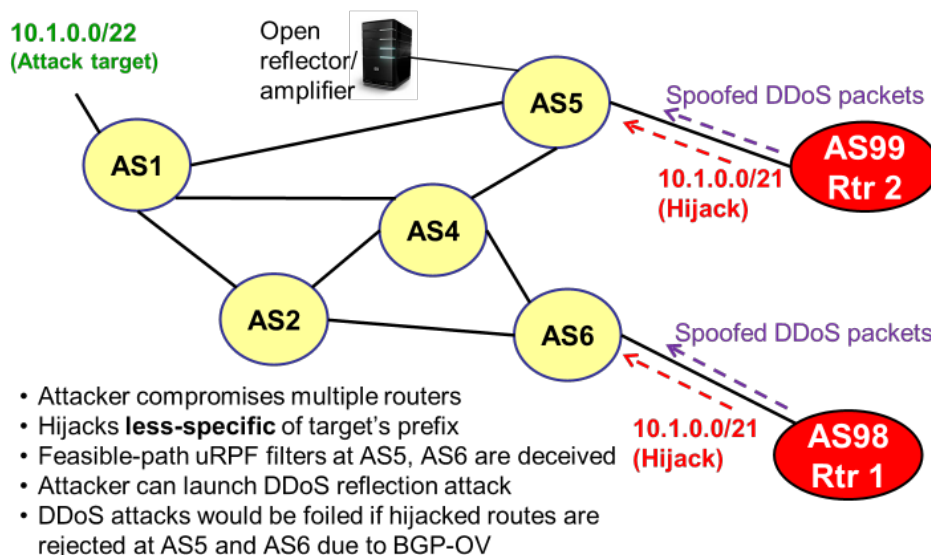 10.1.0.0/22
(Attack target)
Open
reflector/
amplifier
AS5
Spoofed DDoS packets
AS1
AS99
Rtr 2
10.1.0.0/21
(Hijack)
AS4
AS2
AS6
Spoofed DDoS packets
10.1.0.0/21
(Hijack)
AS98
Rtr 1
• Attacker compromises multiple routers
• Hijacks less-specific of target's prefix
• Feasible-path uRPF filters at AS5, AS6 are deceived
• Attacker can launch DDoS reflection attack
• DDoS attacks would be foiled if hijacked routes are
rejected at AS5 and AS6 due to BGP-OV